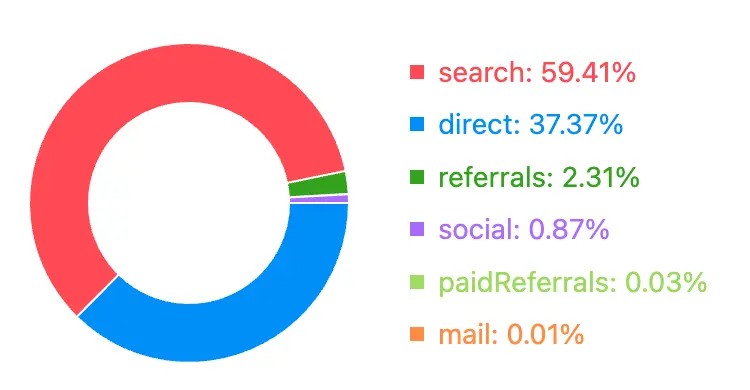 search: 59.41%
direct: 37.37%
referrals: 2.31%
social: 0.87%
paidReferrals: 0.03%
mail: 0.01%